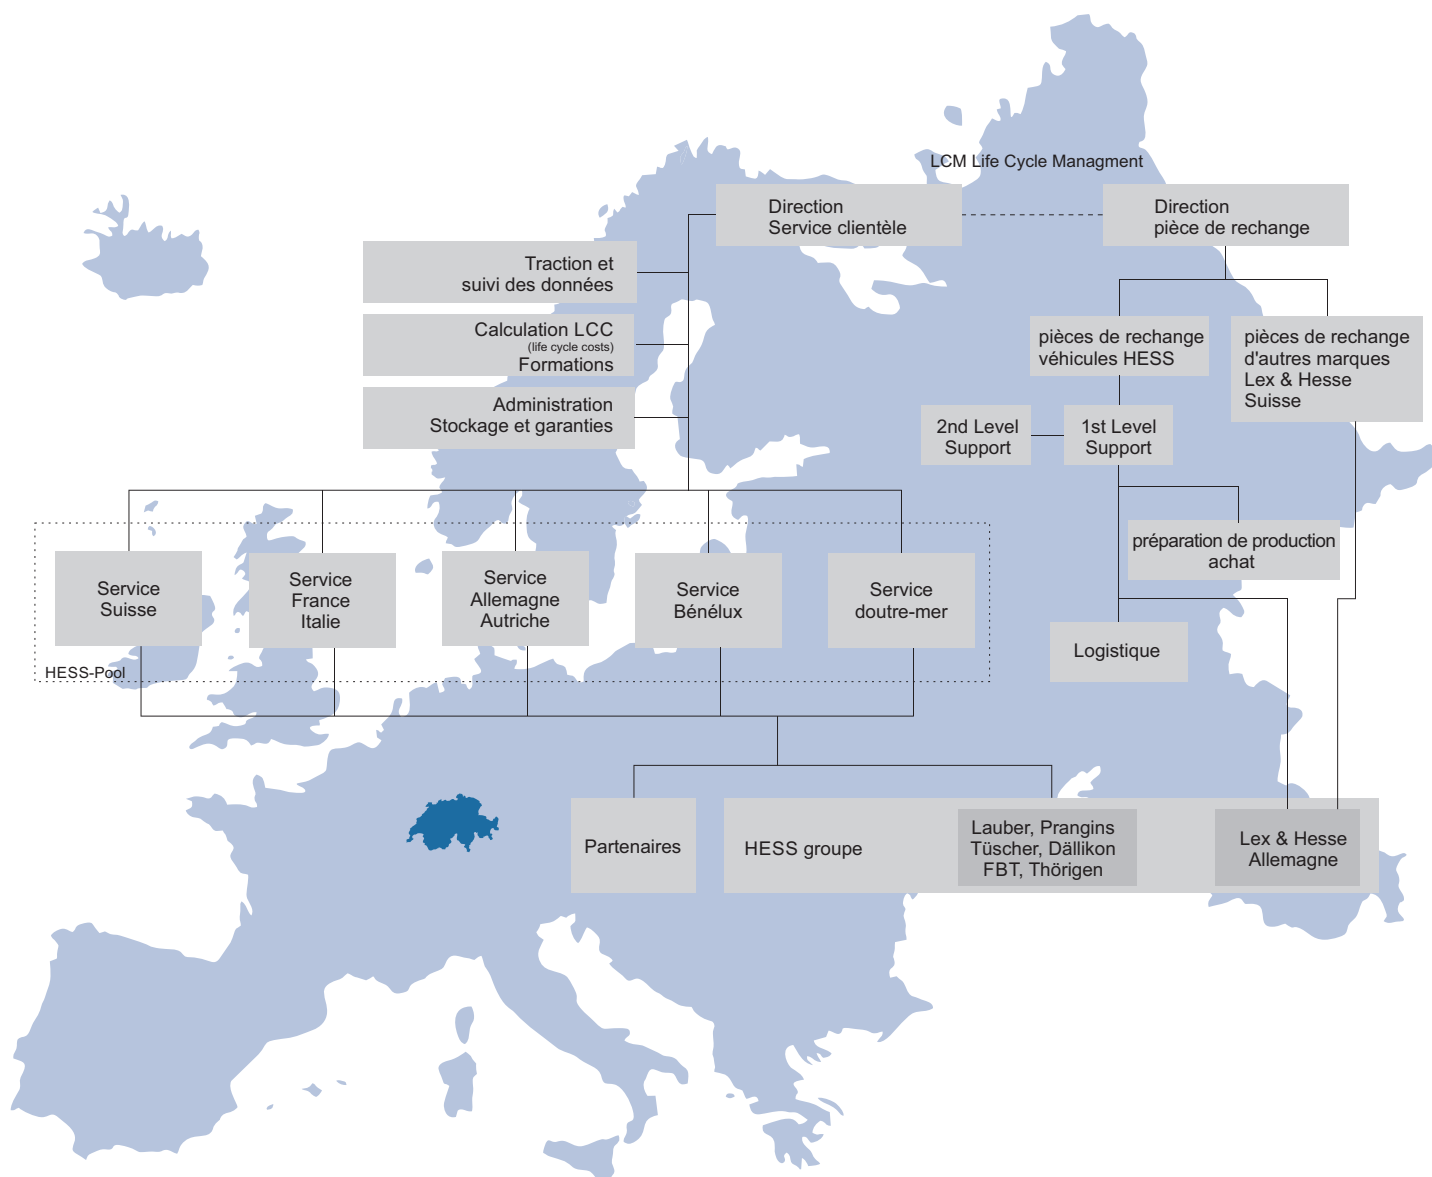 LCM Life Cycle Managment
Direction
Service clientèle
Direction
pièce de rechange
Traction et
suivi des données
Calculation LCC
(life cycle costs)
Formations
Administration
Stockage et garanties
pièces de rechange
véhicules HESS
pièces de rechange
d'autres marques
Lex & Hesse
Suisse
2nd Level
Support
1st Level
Support
préparation de production
achat
Logistique
Service
Suisse
Service
France
Italie
Service
Allemagne
Autriche
Service
Bénélux
Service
doutre-mer
HESS-Pool
Partenaires
HESS groupe
Lauber, Prangins
Tüscher, Dällikon
FBT, Thörigen
Lex & Hesse
Allemagne